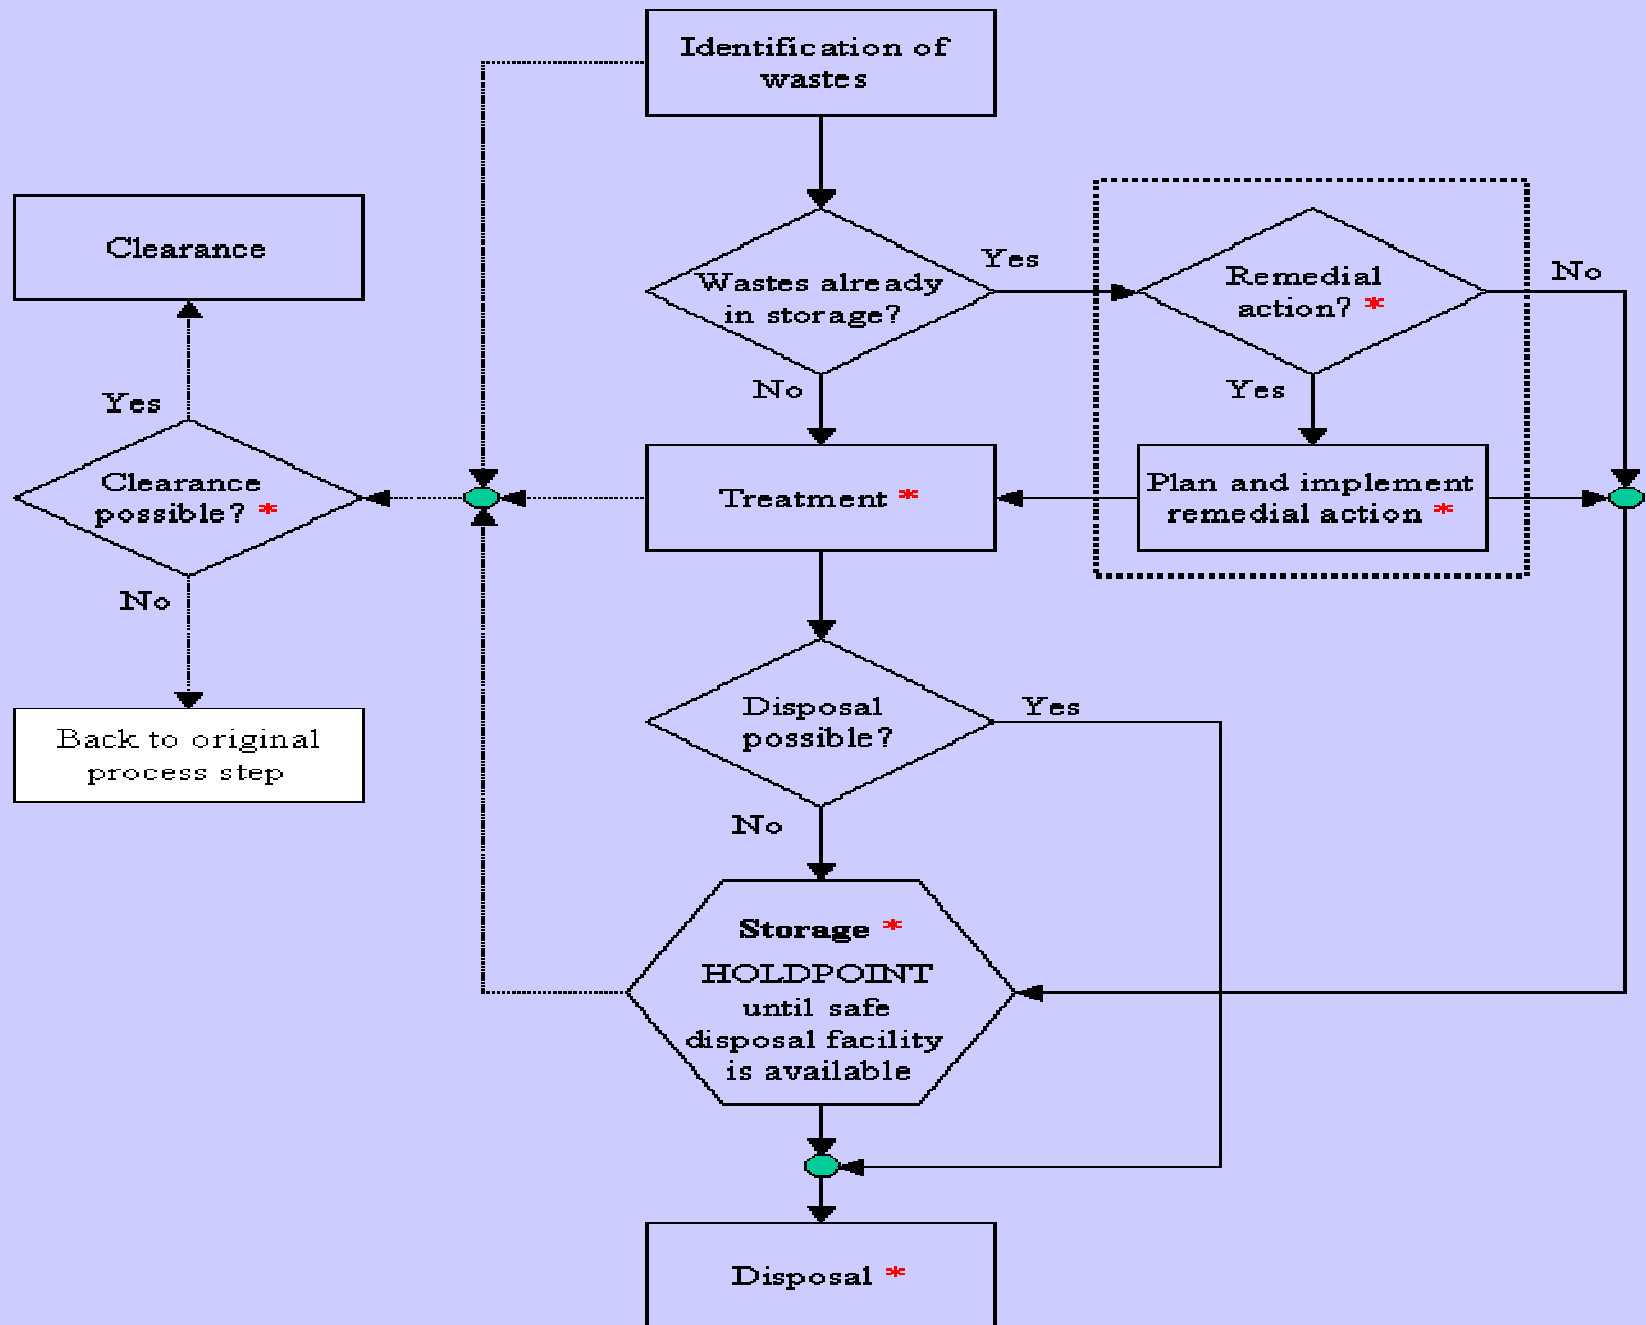 Identification of
wastes
Clearance
Wastes already
in storage?
Yes
Remedial
action? *
No
No
Yes
Yes
Clearance
possible? *
Treatment *
Plan and implement
remedial action *
No
Back to original
process step
Disposal
possible?
Yes
No
Storage *
HOLDPOINT
until safe
disposal facility
is available
Disposal *